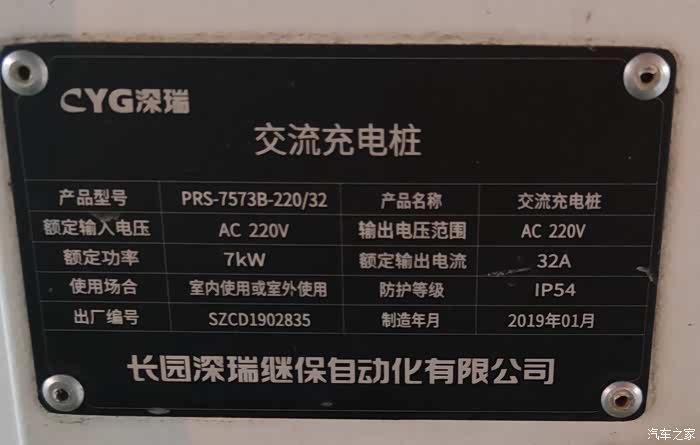 CYG深瑞
交流充电桩
产品型号 PRS-7573B-220/32 产品名称 交流充电桩
额定输入电压 AC 220V 输出电压范围 AC 220V
额定功率 7kW 额定输出电流 32A
使用场合 室内使用或室外使用 防护等级 IP54
出厂编号 SZCD1902835 制造年月 2019年01月
长园深瑞继保自动化有限公司
汽车之家